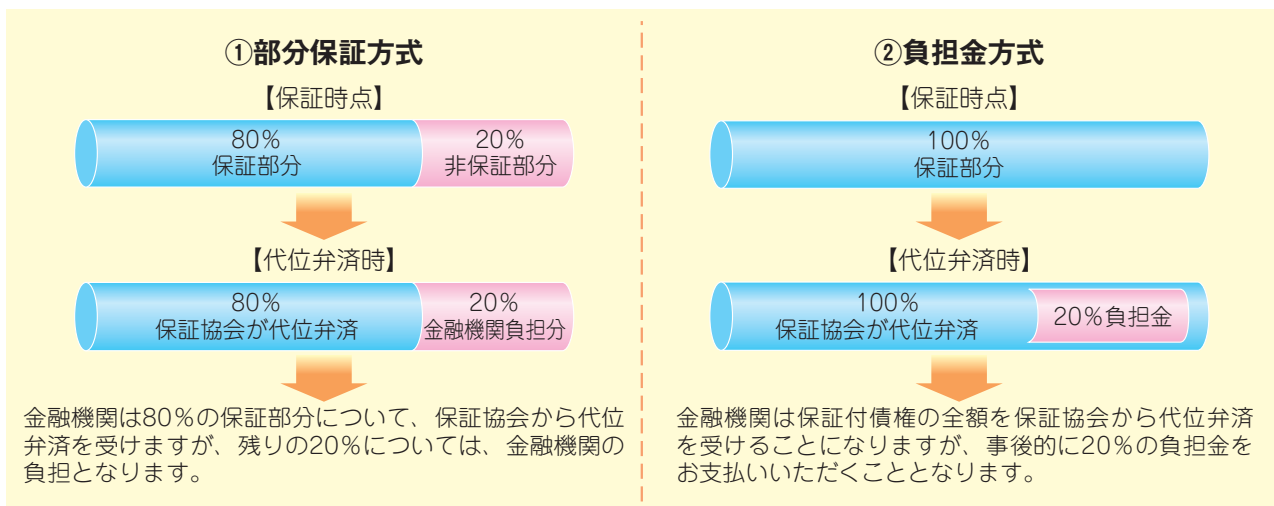 ①部分保証方式
【保証時点】
80%
保証部分
20%
非保証部分
【代位弁済時】
80%
保証協会が代位弁済
20%
金融機関負担分
金融機関は80%の保証部分について、保証協会から代位
弁済を受けますが、残りの20%については、金融機関の
負担となります。
②負担金方式
【保証時点】
100%
保証部分
【代位弁済時】
100%
保証協会が代位弁済
20%負担金
金融機関は保証付債権の全額を保証協会から代位弁済
を受けることになりますが、事後的に20%の負担金を
お支払いいただくこととなります。